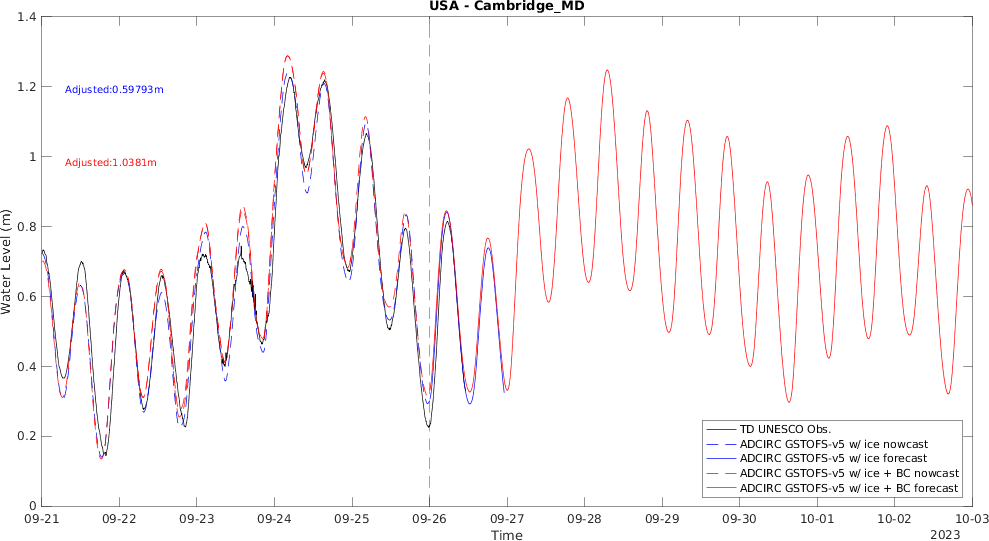 USA - Cambridge_MD
1.4
1.2
1
0.8
0.6
0.4
0.2
0
Water Level (m)
Adjusted:0.59793m
Adjusted:1.0381m
TD UNESCO Obs.
ADCIRC GSTOFS-v5 w/ ice nowcast
ADCIRC GSTOFS-v5 w/ ice forecast
ADCIRC GSTOFS-v5 w/ ice + BC nowcast
ADCIRC GSTOFS-v5 w/ ice + BC forecast
09-21 09-22 09-23 09-24 09-25 09-26 09-27 09-28 09-29 09-30 10-01 10-02 10-03
Time
2023